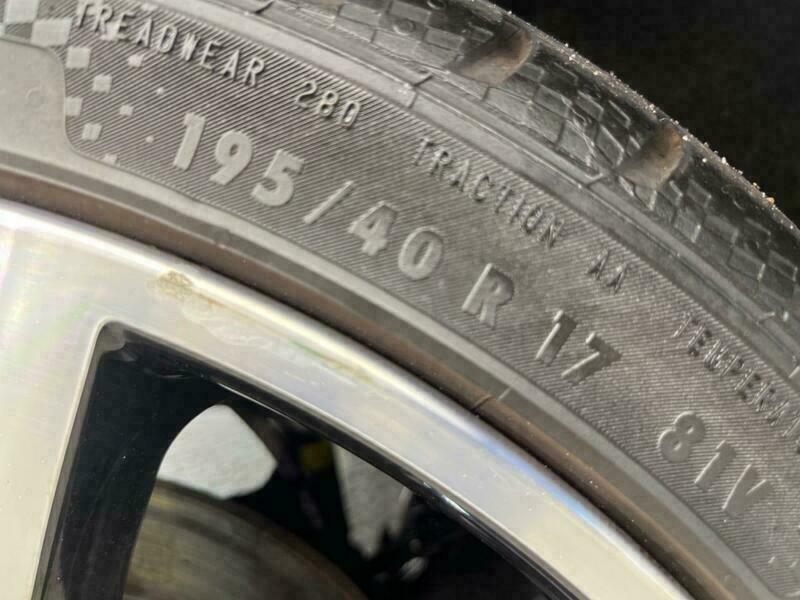 TREADWEAR 280 TRACTION AA
195/40 R 17 81V